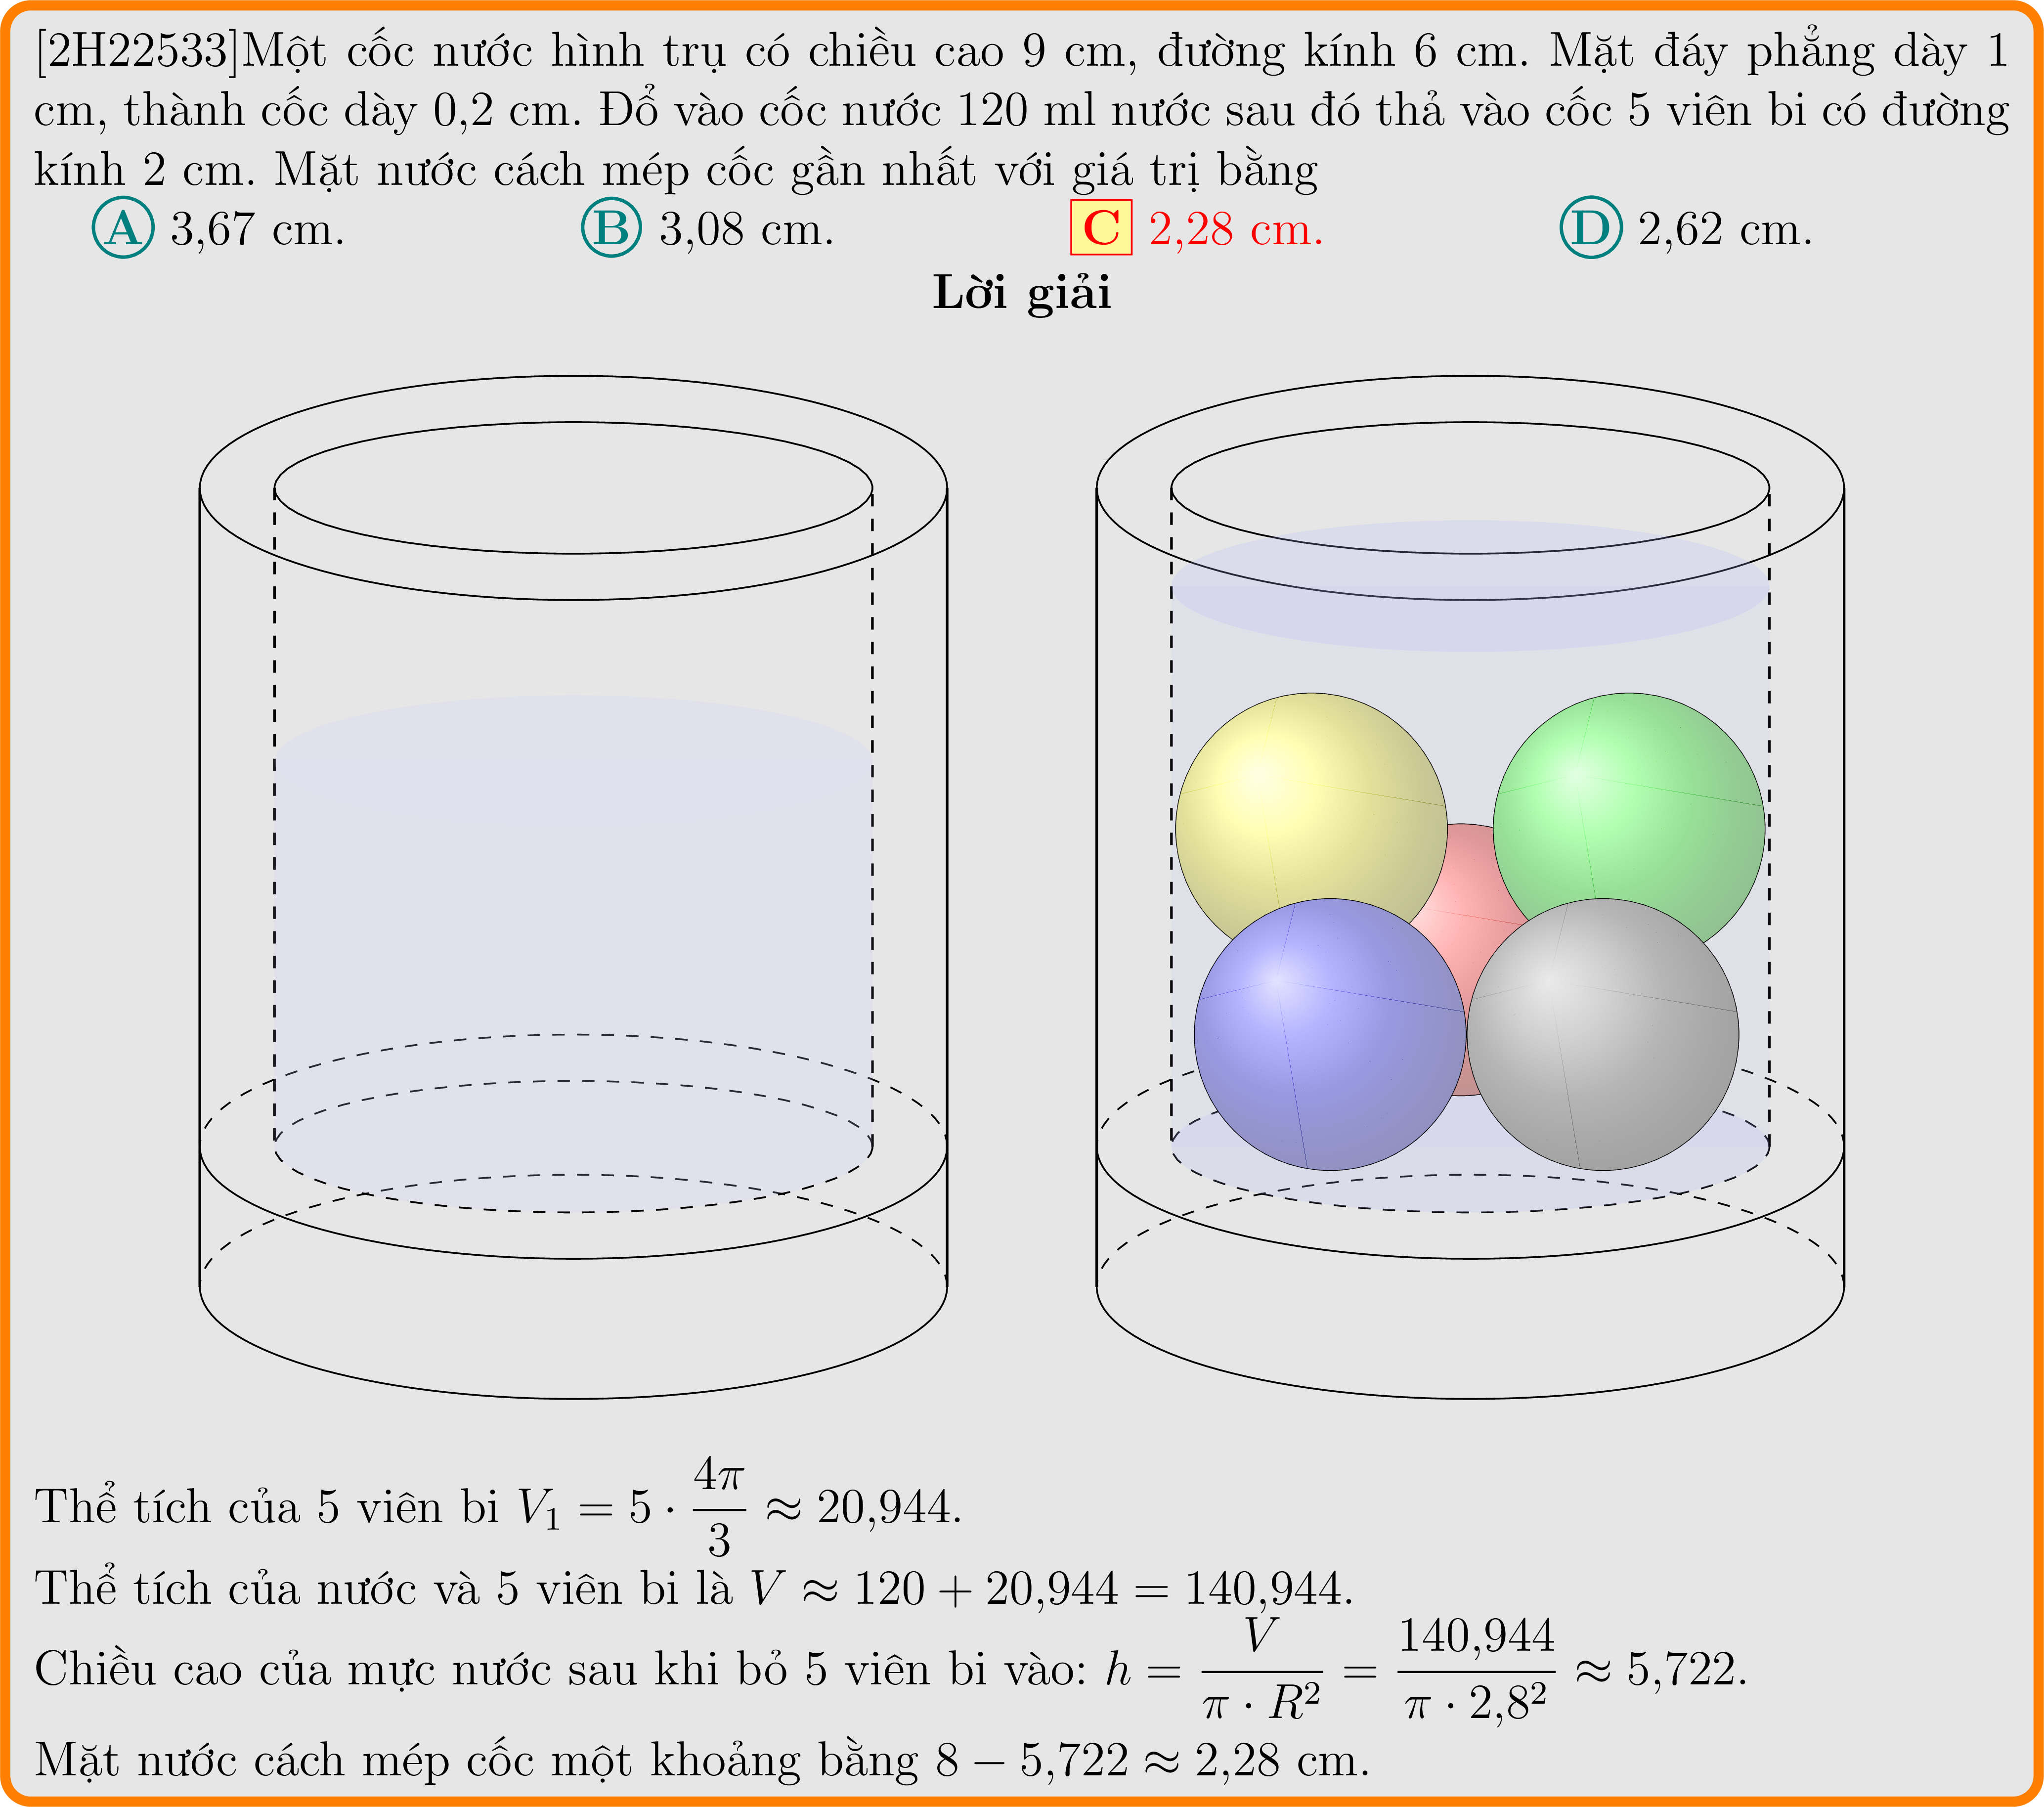 [2H22533]Một cốc nước hình trụ có chiều cao 9 cm, đường kính 6 cm. Mặt đáy phẳng dày 1
cm, thành cốc dày 0,2 cm. Đổ vào cốc nước 120 ml nước sau đó thả vào cốc 5 viên bi có đường
kính 2 cm. Mặt nước cách mép cốc gần nhất với giá trị bằng
A 3,67 cm. B 3,08 cm. C 2,28 cm. D 2,62 cm.
Lời giải
Thể tích của 5 viên bi $V_1 = 5 \cdot \dfrac{4\pi}{3} \approx 20,944$.
Thể tích của nước và 5 viên bi là $V \approx 120 + 20,944 = 140,944$.
Chiều cao của mực nước sau khi bỏ 5 viên bi vào: $h = \dfrac{V}{\pi \cdot R^2} = \dfrac{140,944}{\pi \cdot 2,8^2} \approx 5,722$.
Mặt nước cách mép cốc một khoảng bằng $8 - 5,722 \approx 2,28$ cm.